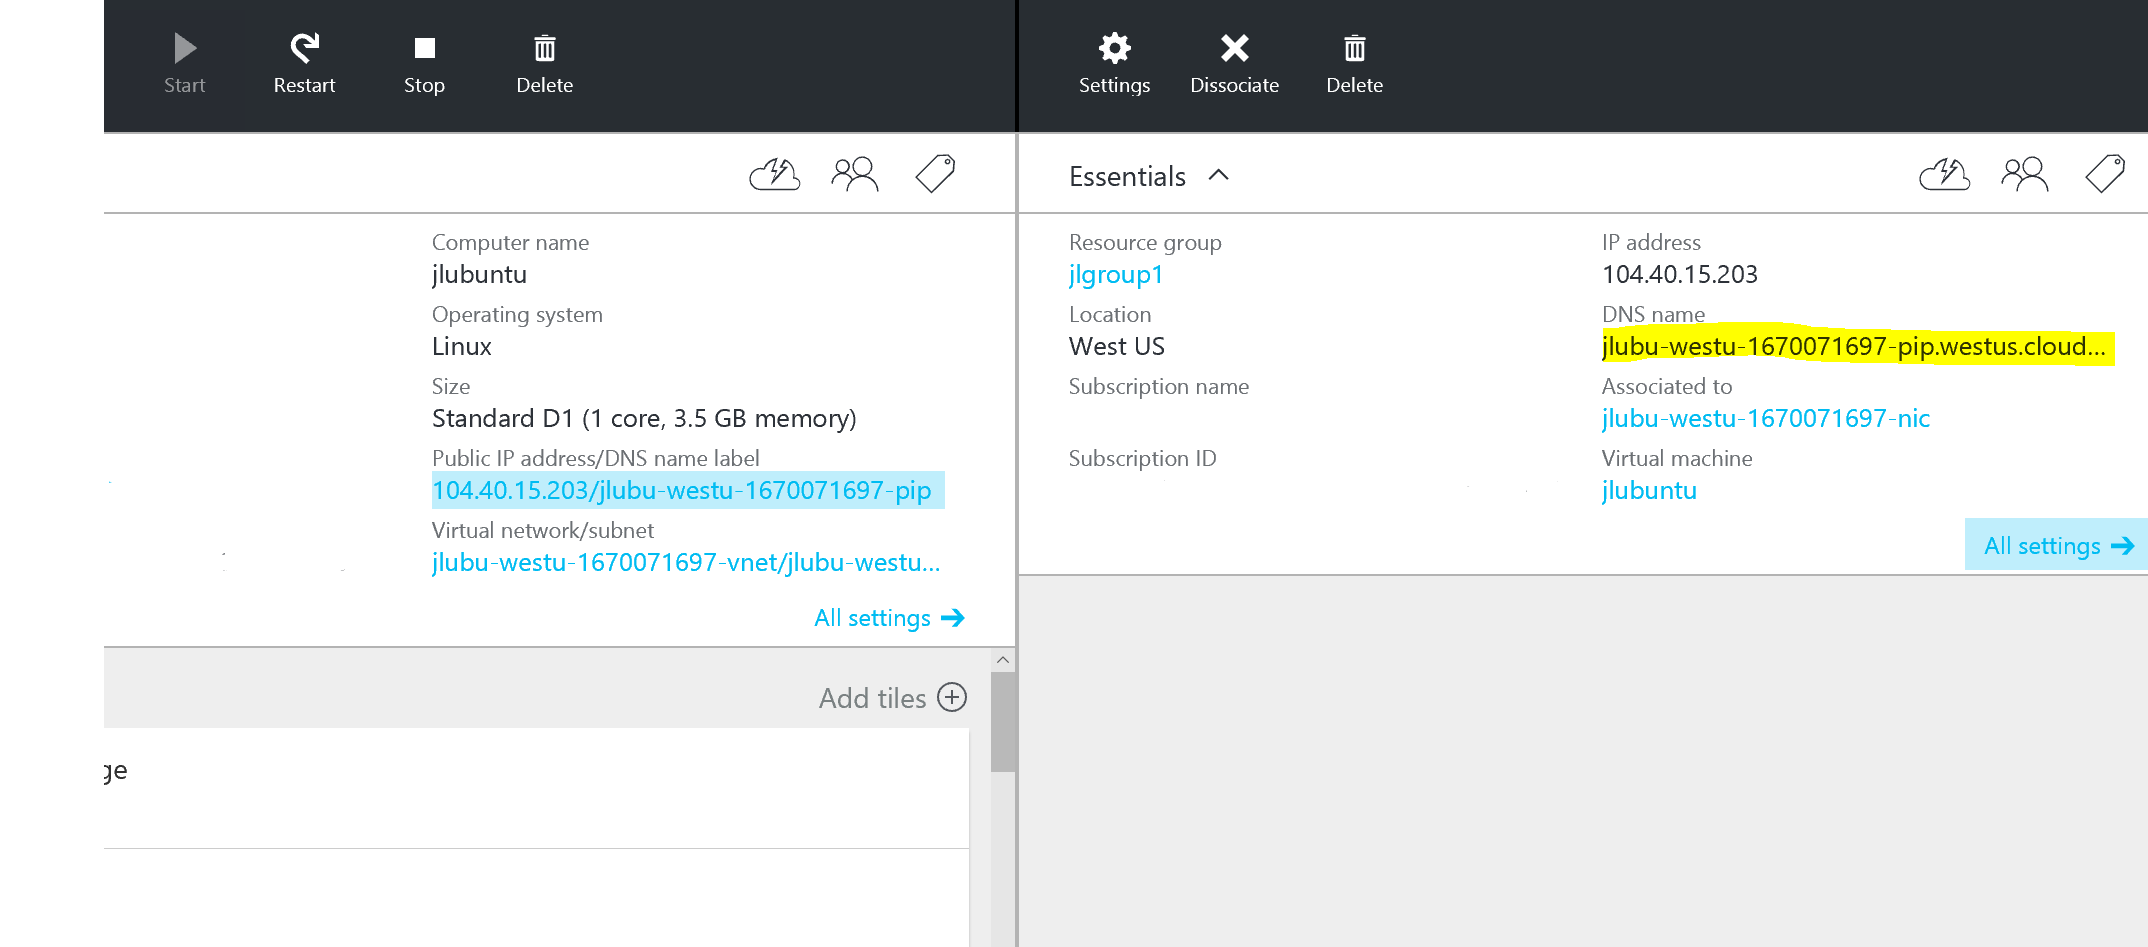 Start
Restart
Stop
Delete
Computer name
jlubuntu
Operating system
Linux
Size
Standard D1 (1 core, 3.5 GB memory)
Public IP address/DNS name label
104.40.15.203/jlubu-westu-1670071697-pip
Virtual network/subnet
jlubu-westu-1670071697-vnet/jlubu-westu...
All settings
Add tiles
ge
Settings
Dissociate
Delete
Essentials
Resource group
jlgroup1
Location
West US
Subscription name
Subscription ID
IP address
104.40.15.203
DNS name
jlubu-westu-1670071697-pip.westus.cloud...
Associated to
jlubu-westu-1670071697-nic
Virtual machine
jlubuntu
All settings